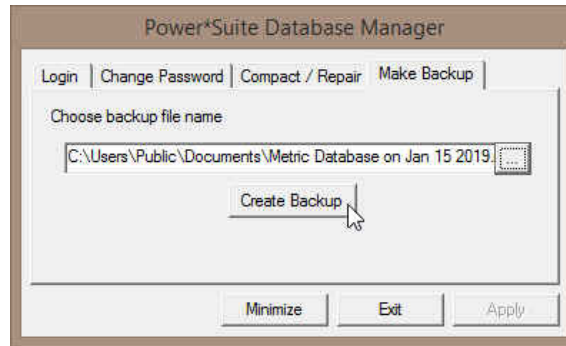 Power*Suite Database Manager
Login Change Password Compact / Repair Make Backup
Choose backup file name
C:\Users\Public\Documents\Metric Database on Jan 15 2019. ...
Create Backup
Minimize Exit Apply